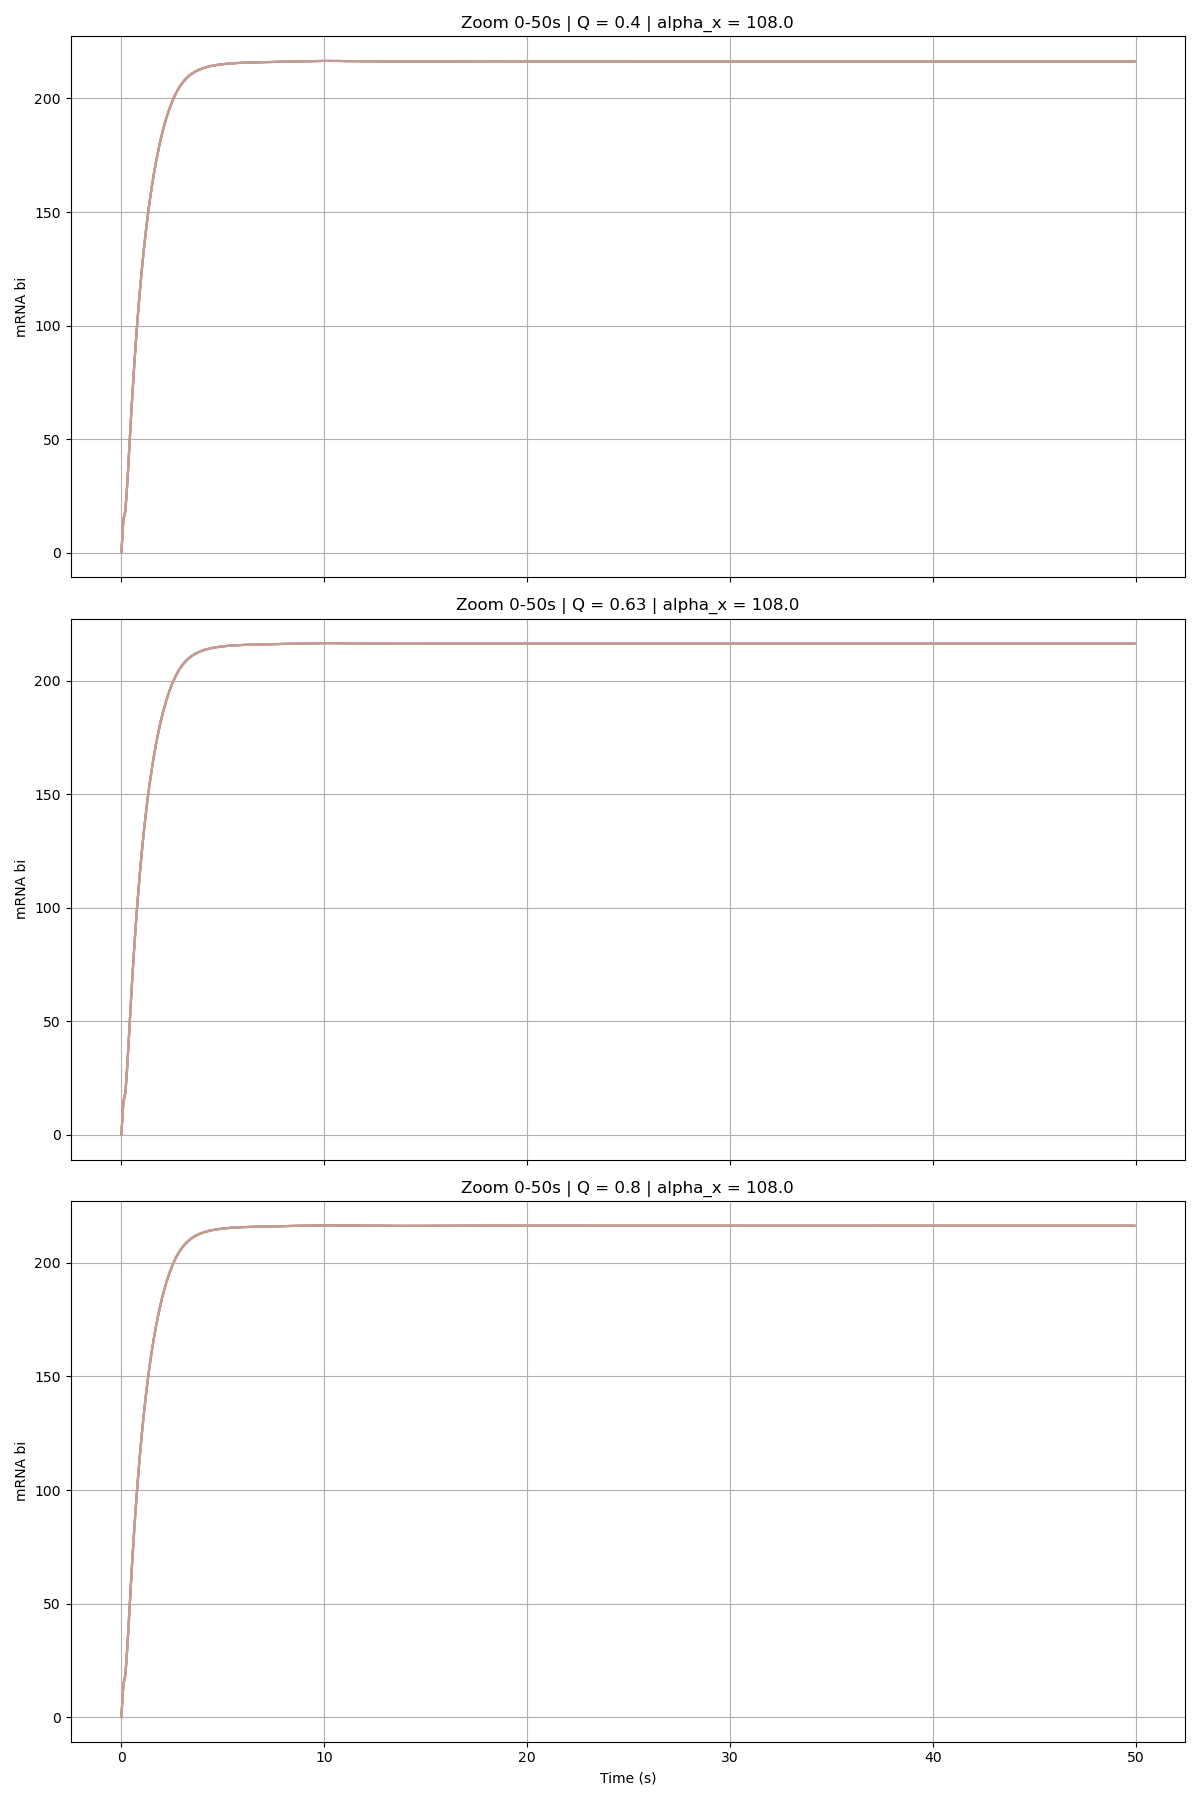 Zoom 0-50s | Q = 0.4 | alpha_x = 108.0
200
150
100
50
0
mRNA bi
Zoom 0-50s | Q = 0.63 | alpha_x = 108.0
200
150
100
50
0
mRNA bi
Zoom 0-50s | Q = 0.8 | alpha_x = 108.0
200
150
100
50
0
mRNA bi
0 10 20 30 40 50
Time (s)